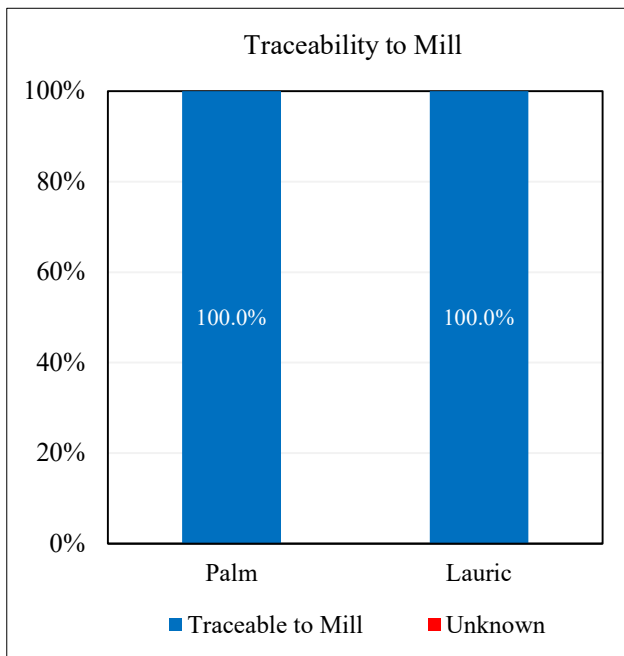 Traceability to Mill
100%
80%
60%
40%
20%
0%
100.0%
100.0%
Palm
Lauric
Traceable to Mill
Unknown